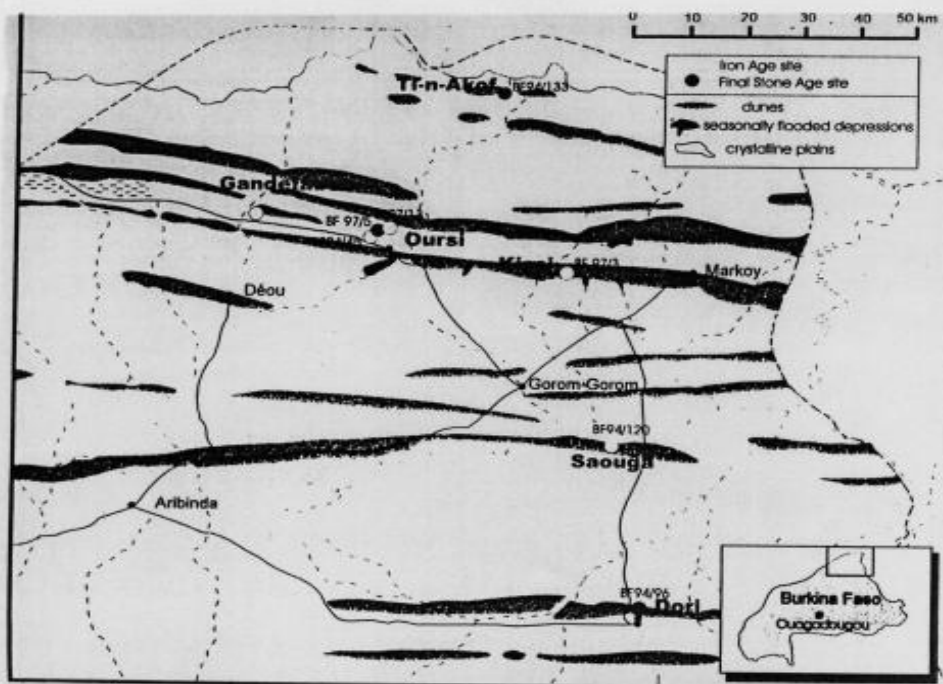 0 10 20 30 40 50 km
Iron Age site
Final Stone Age site
dunes
seasonally flooded depressions
crystalline plains
Ti-n-Akof
BF94/133
BF 97/5
Oursi
BF 97/3
Markoy
Déou
Gorom-Gorom
BF94/120
Saouga
Aribinda
BF94/96
Dori
Burkina Faso
Ouagadougou